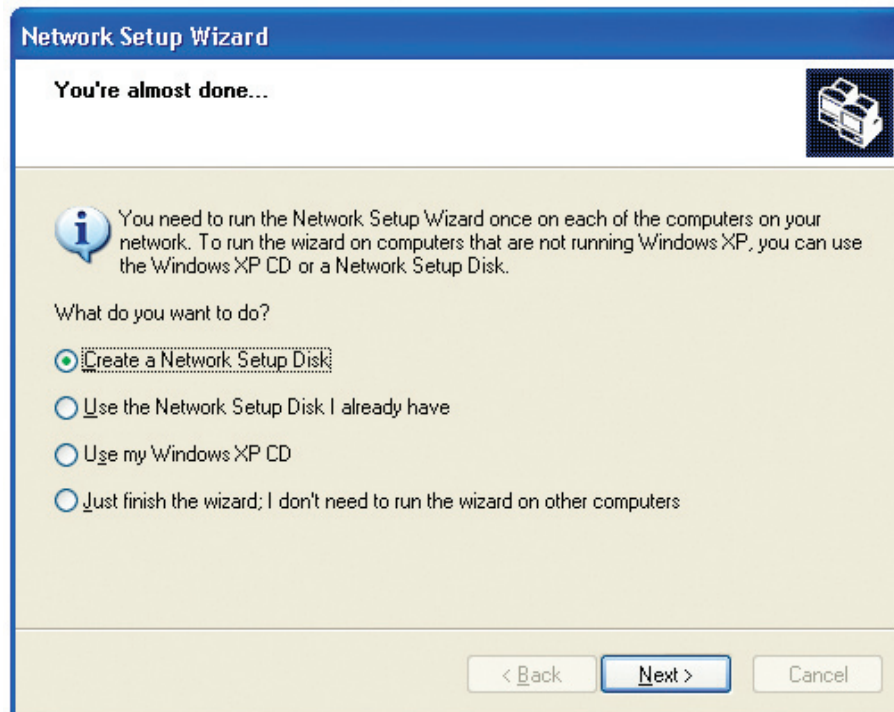 Network Setup Wizard
You're almost done...
You need to run the Network Setup Wizard once on each of the computers on your
network. To run the wizard on computers that are not running Windows XP, you can use
the Windows XP CD or a Network Setup Disk.
What do you want to do?
Create a Network Setup Disk
Use the Network Setup Disk I already have
Use my Windows XP CD
Just finish the wizard; I don't need to run the wizard on other computers
< Back
Next >
Cancel